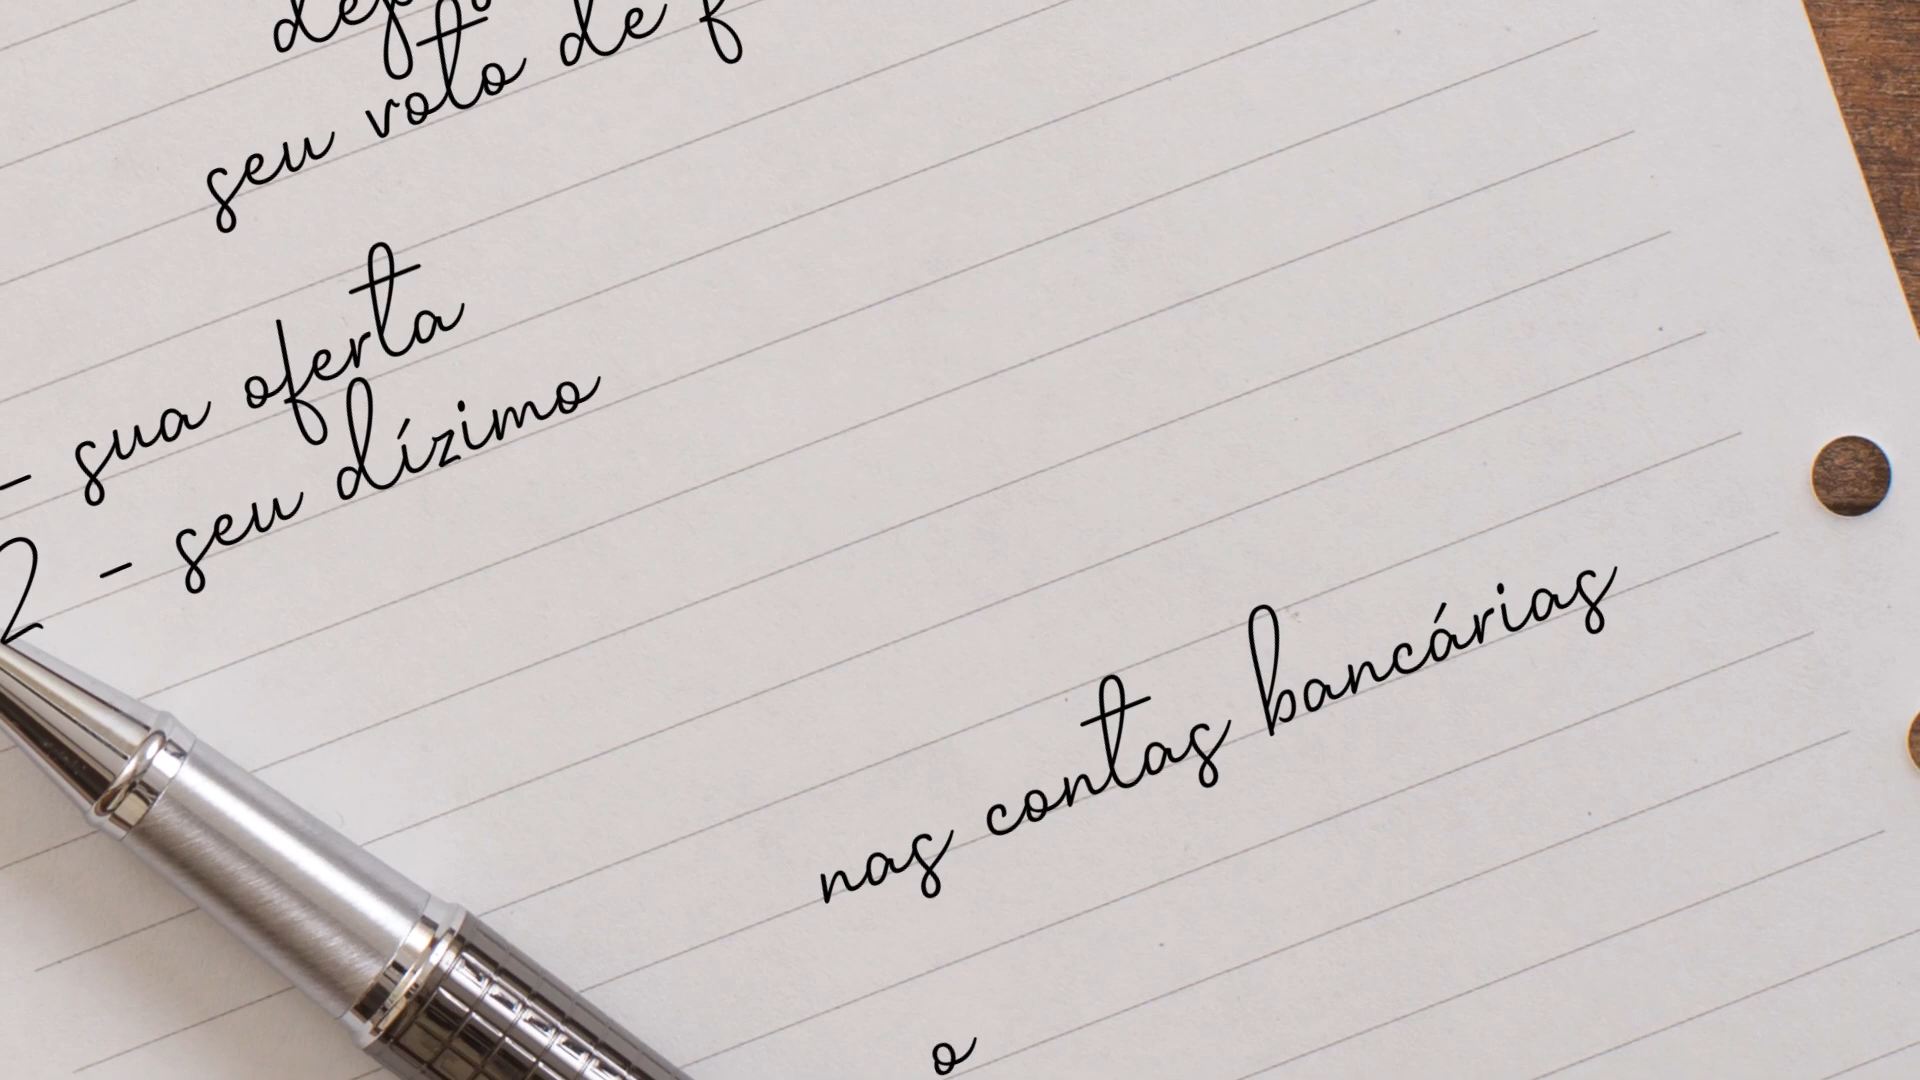 seu voto de f
- sua oferta
2 - seu dízimo
nas contas bancárias
o